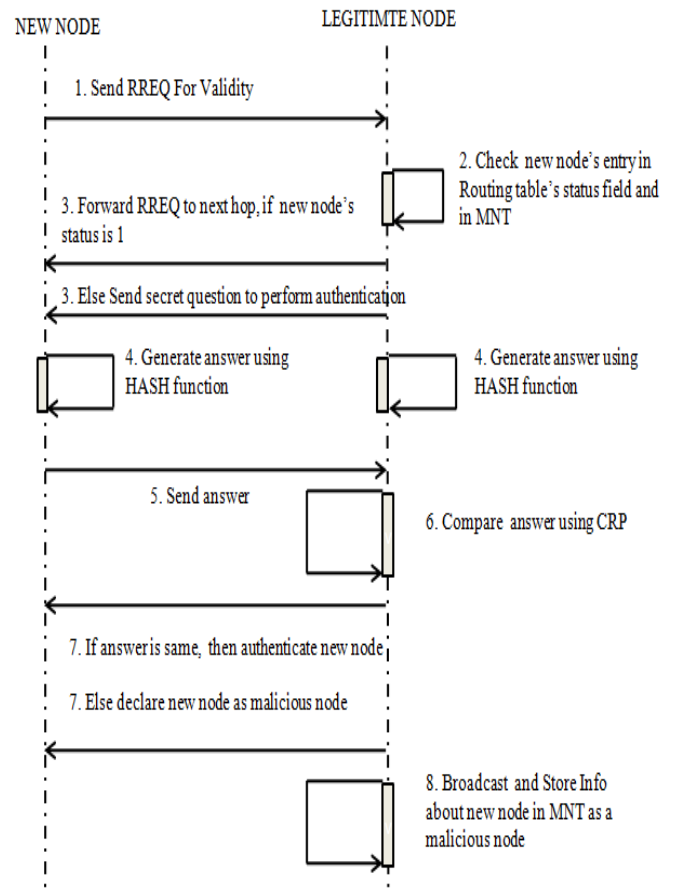 NEW NODE
LEGITIMTE NODE
1. Send RREQ For Validity
2. Check new node's entry in
Routing table's status field and
in MNT
3. Forward RREQ to next hop, if new node's
status is 1
3. Else Send secret question to perform authentication
4. Generate answer using
HASH function
4. Generate answer using
HASH function
5. Send answer
6. Compare answer using CRP
7. If answer is same, then authenticate new node
7. Else declare new node as malicious node
8. Broadcast and Store Info
about new node in MNT as a
malicious node